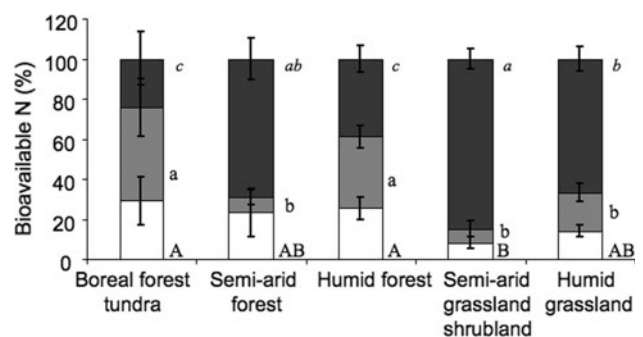 Bioavailable N (%)
120
100
80
60
40
20
0
c
ab
c
a
b
a
b
a
b
b
A
AB
A
B
AB
Boreal forest tundra
Semi-arid forest
Humid forest
Semi-arid grassland shrubland
Humid grassland